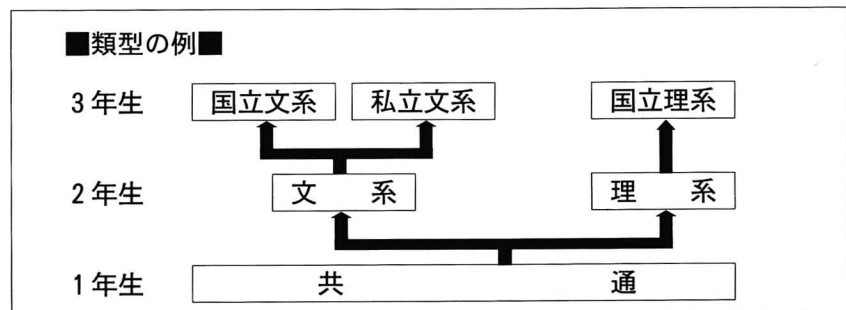 ■類型の例■
3年生 国立文系 私立文系 国立理系
2年生 文 系 理 系
1年生 共 通